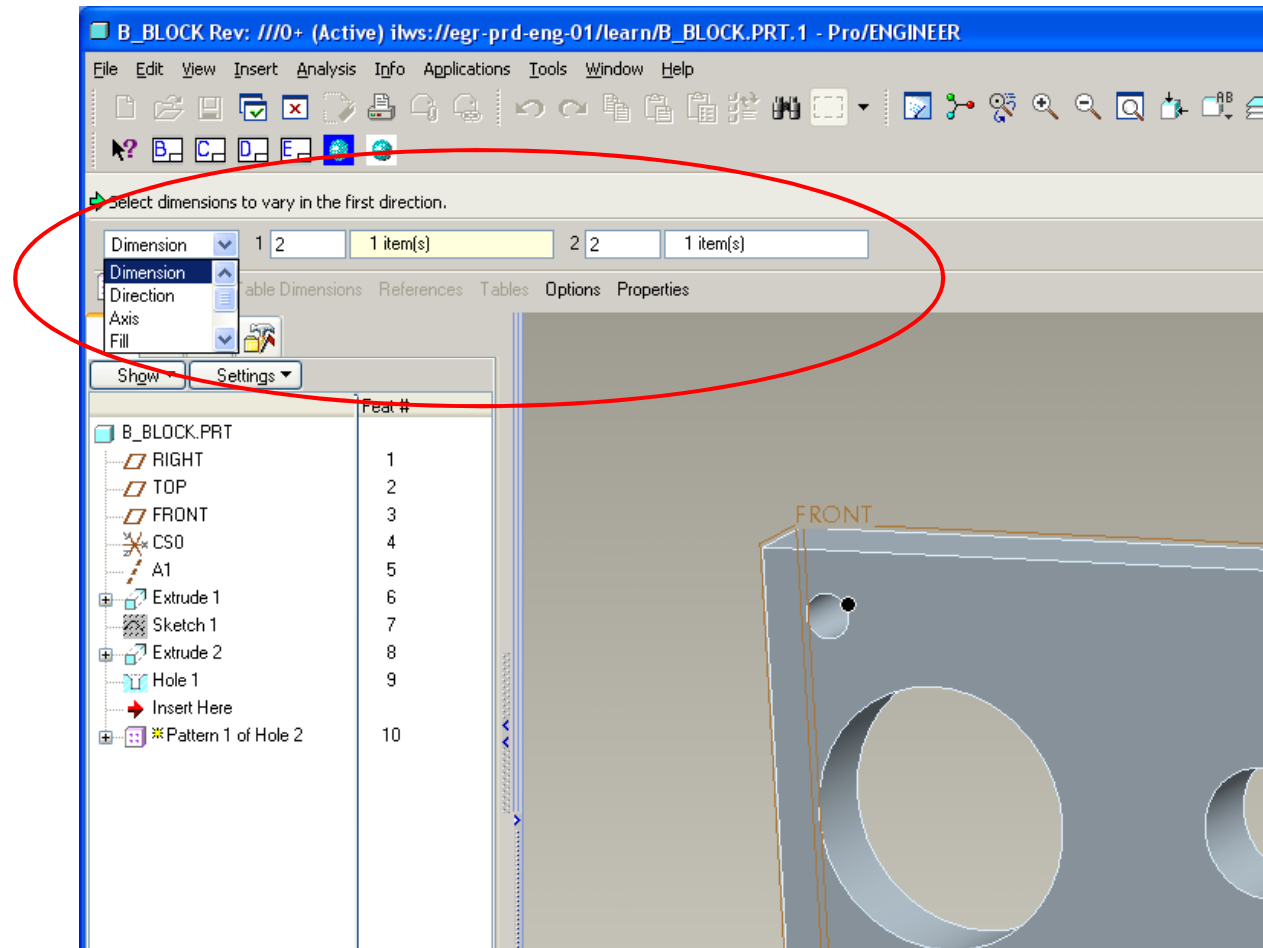 B_BLOCK Rev: ///0+ (Active) ilws://egr-prd-eng-01/learn/B_BLOCK.PRT.1 - Pro/ENGINEER
File Edit View Insert Analysis Info Applications Tools Window Help
AB
? B C D E
Select dimensions to vary in the first direction.
Dimension 1 2 1 item(s) 2 2 1 item(s)
Dimension
Direction Table Dimensions References Tables Options Properties
Axis
Fill
Show Settings
Feat #
B_BLOCK.PRT
RIGHT 1
TOP 2
FRONT 3
CS0 4
A1 5
Extrude 1 6
Sketch 1 7
Extrude 2 8
Hole 1 9
Insert Here
Pattern 1 of Hole 2 10
FRONT